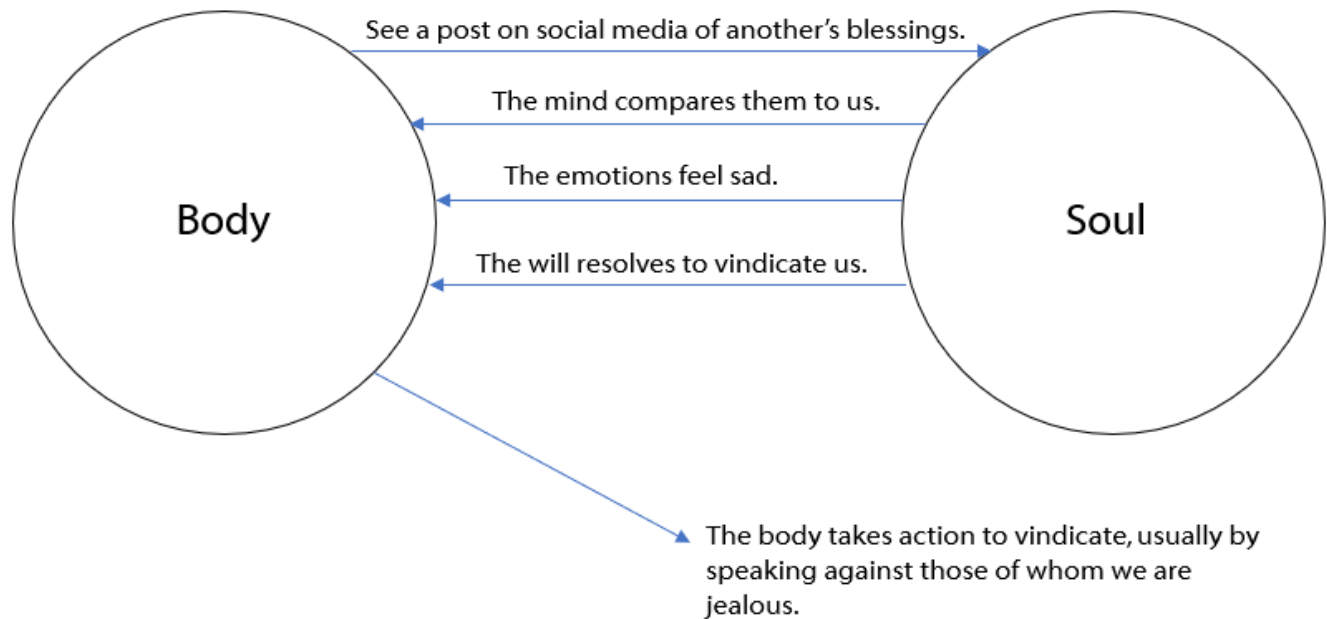 See a post on social media of another’s blessings.
The mind compares them to us.
The emotions feel sad.
Body
Soul
The will resolves to vindicate us.
The body takes action to vindicate, usually by
speaking against those of whom we are
jealous.